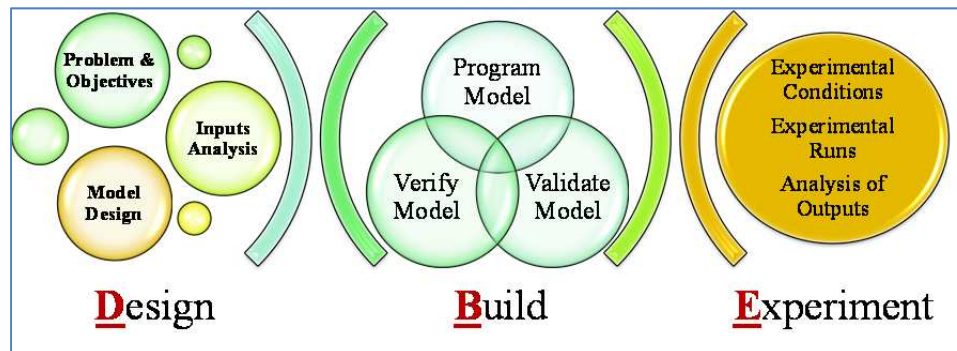 Problem &
Objectives
Inputs
Analysis
Model
Design
Program
Model
Verify
Model
Validate
Model
Experimental
Conditions
Experimental
Runs
Analysis of
Outputs
Design
Build
Experiment